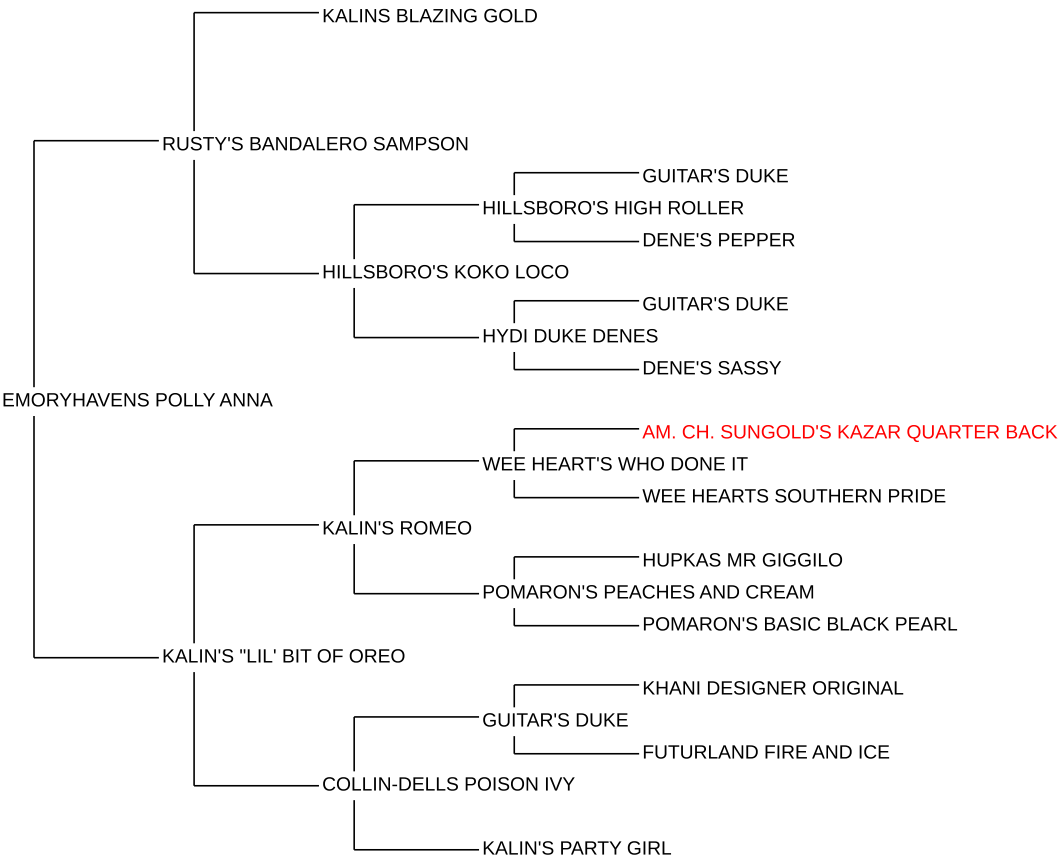 KALINS BLAZING GOLD
RUSTY'S BANDALERO SAMPSON
GUITAR'S DUKE
HILLSBORO'S HIGH ROLLER
DENE'S PEPPER
HILLSBORO'S KOKO LOCO
GUITAR'S DUKE
HYDI DUKE DENES
DENE'S SASSY
EMORYHAVENS POLLY ANNA
AM. CH. SUNGOLD'S KAZAR QUARTER BACK
WEE HEART'S WHO DONE IT
WEE HEARTS SOUTHERN PRIDE
KALIN'S ROMEO
HUPKAS MR GIGGILO
POMARON'S PEACHES AND CREAM
POMARON'S BASIC BLACK PEARL
KALIN'S "LIL' BIT OF OREO
KHANI DESIGNER ORIGINAL
GUITAR'S DUKE
FUTURLAND FIRE AND ICE
COLLIN-DELLS POISON IVY
KALIN'S PARTY GIRL